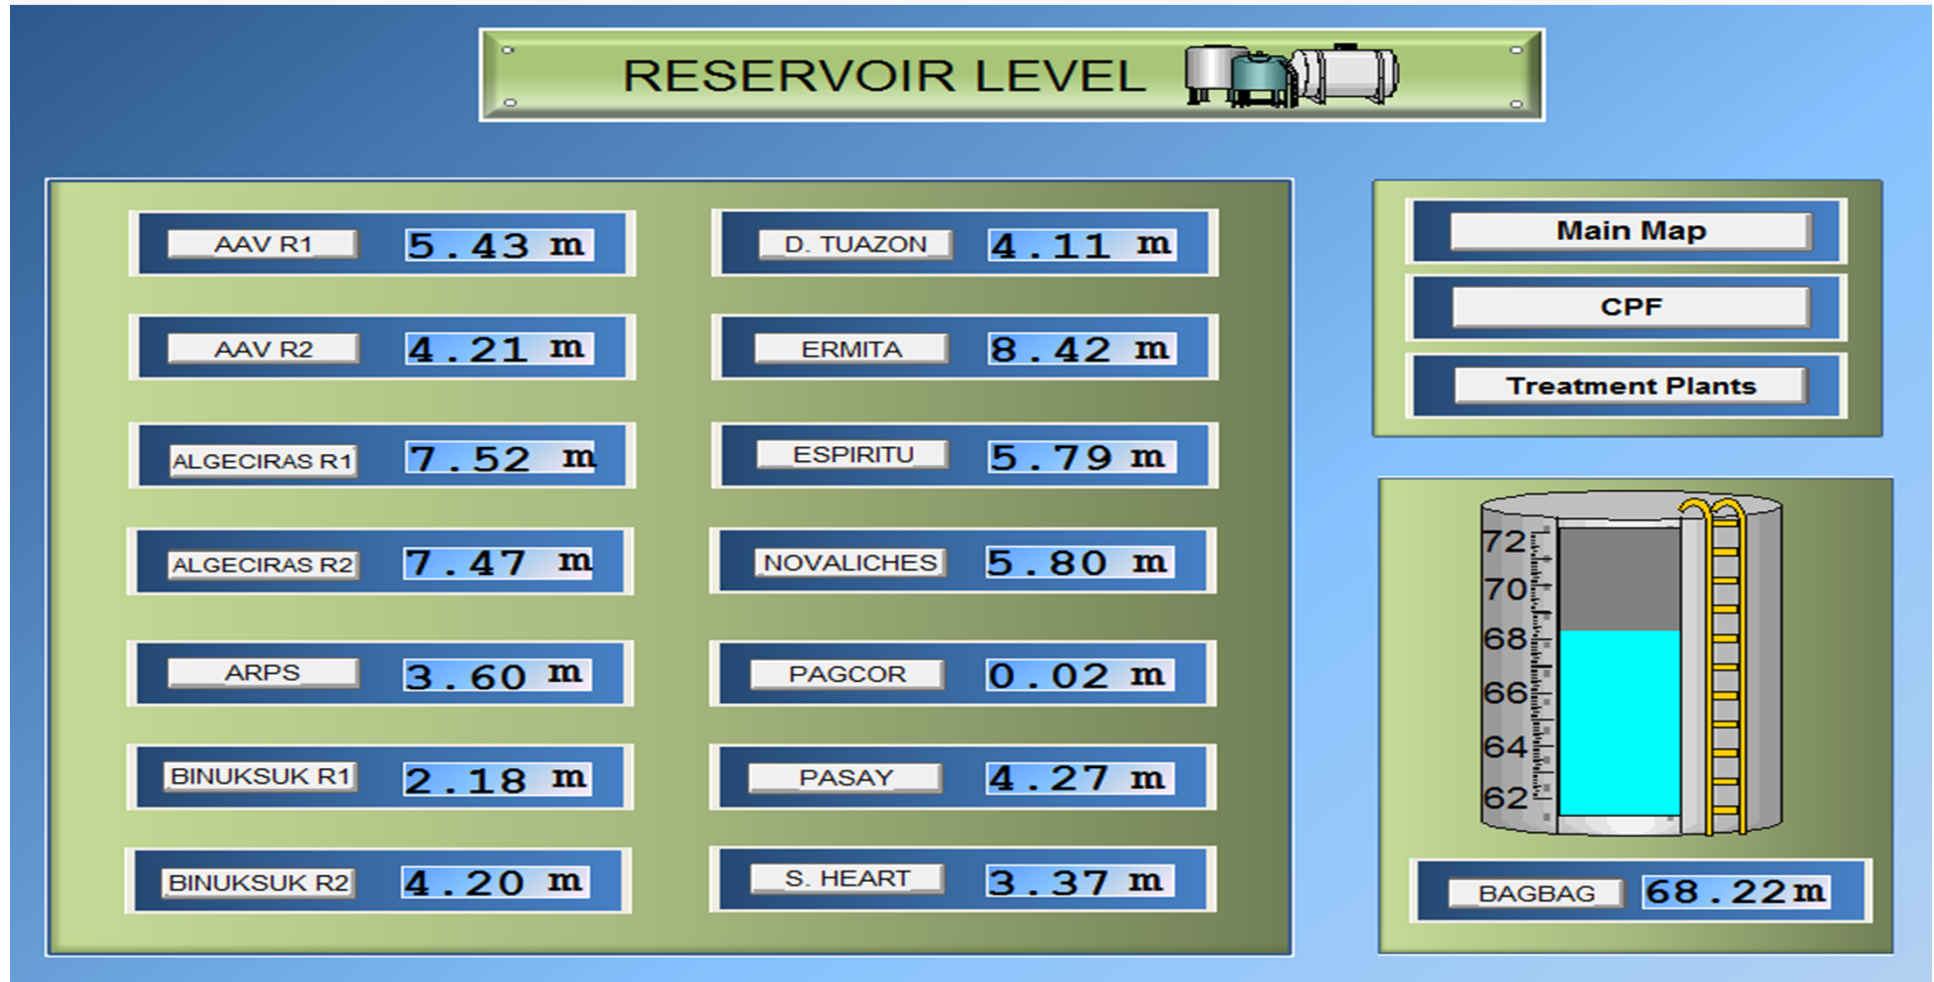 RESERVOIR LEVEL
AAV R1 5.43 m
AAV R2 4.21 m
ALGECIRAS R1 7.52 m
ALGECIRAS R2 7.47 m
ARPS 3.60 m
BINUKSUK R1 2.18 m
BINUKSUK R2 4.20 m
D. TUAZON 4.11 m
ERMITA 8.42 m
ESPIRITU 5.79 m
NOVALICHES 5.80 m
PAGCOR 0.02 m
PASAY 4.27 m
S. HEART 3.37 m
Main Map
CPF
Treatment Plants
72
70
68
66
64
62
BAGBAG 68.22 m